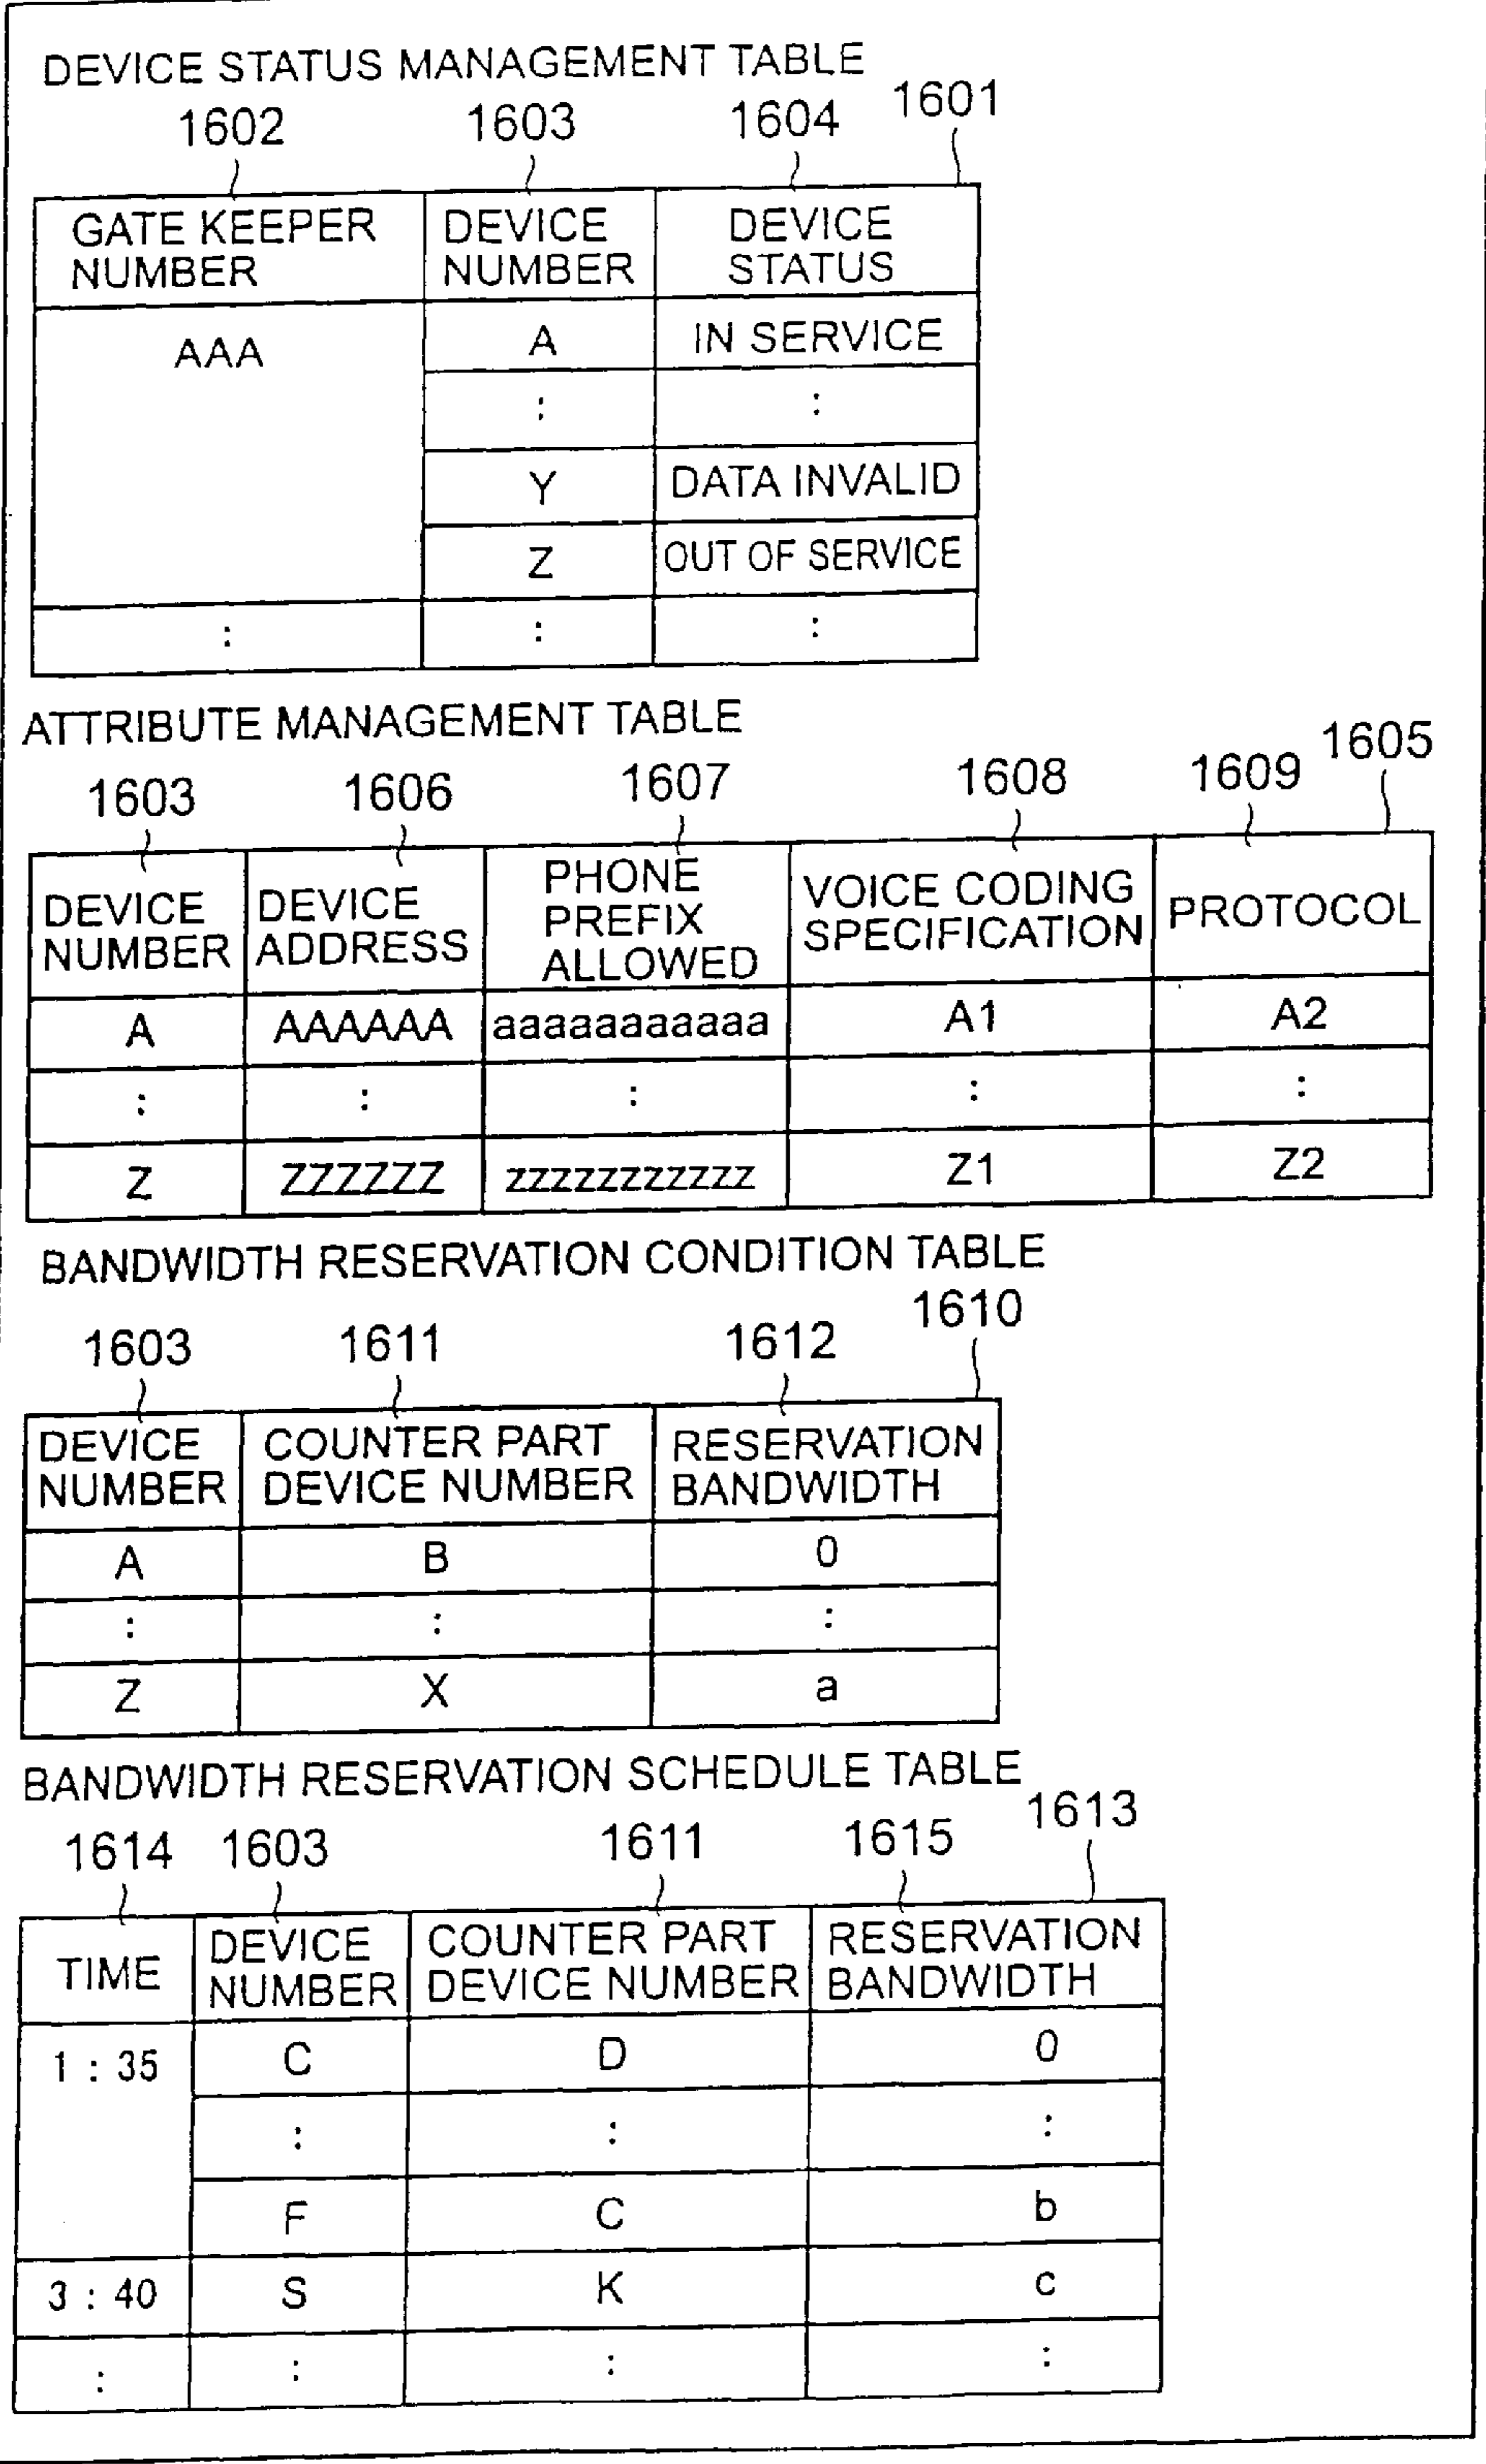 DEVICE STATUS MANAGEMENT TABLE
1602 1603 1604 1601
GATE KEEPER NUMBER DEVICE NUMBER DEVICE STATUS
AAA A IN SERVICE
: :
Y DATA INVALID
Z OUT OF SERVICE
: : :
ATTRIBUTE MANAGEMENT TABLE
1603 1606 1607 1608 1609 1605
DEVICE NUMBER DEVICE ADDRESS PHONE PREFIX ALLOWED VOICE CODING SPECIFICATION PROTOCOL
A AAAAAA aaaaaaaaaaa A1 A2
: : : : :
Z ZZZZZZ zzzzzzzzzzz Z1 Z2
BANDWIDTH RESERVATION CONDITION TABLE
1603 1611 1612 1610
DEVICE NUMBER COUNTER PART DEVICE NUMBER RESERVATION BANDWIDTH
A B 0
: : :
Z X a
BANDWIDTH RESERVATION SCHEDULE TABLE
1614 1603 1611 1615 1613
TIME DEVICE NUMBER COUNTER PART DEVICE NUMBER RESERVATION BANDWIDTH
1 : 35 C D 0
: : :
F C b
3 : 40 S K c
: : : :